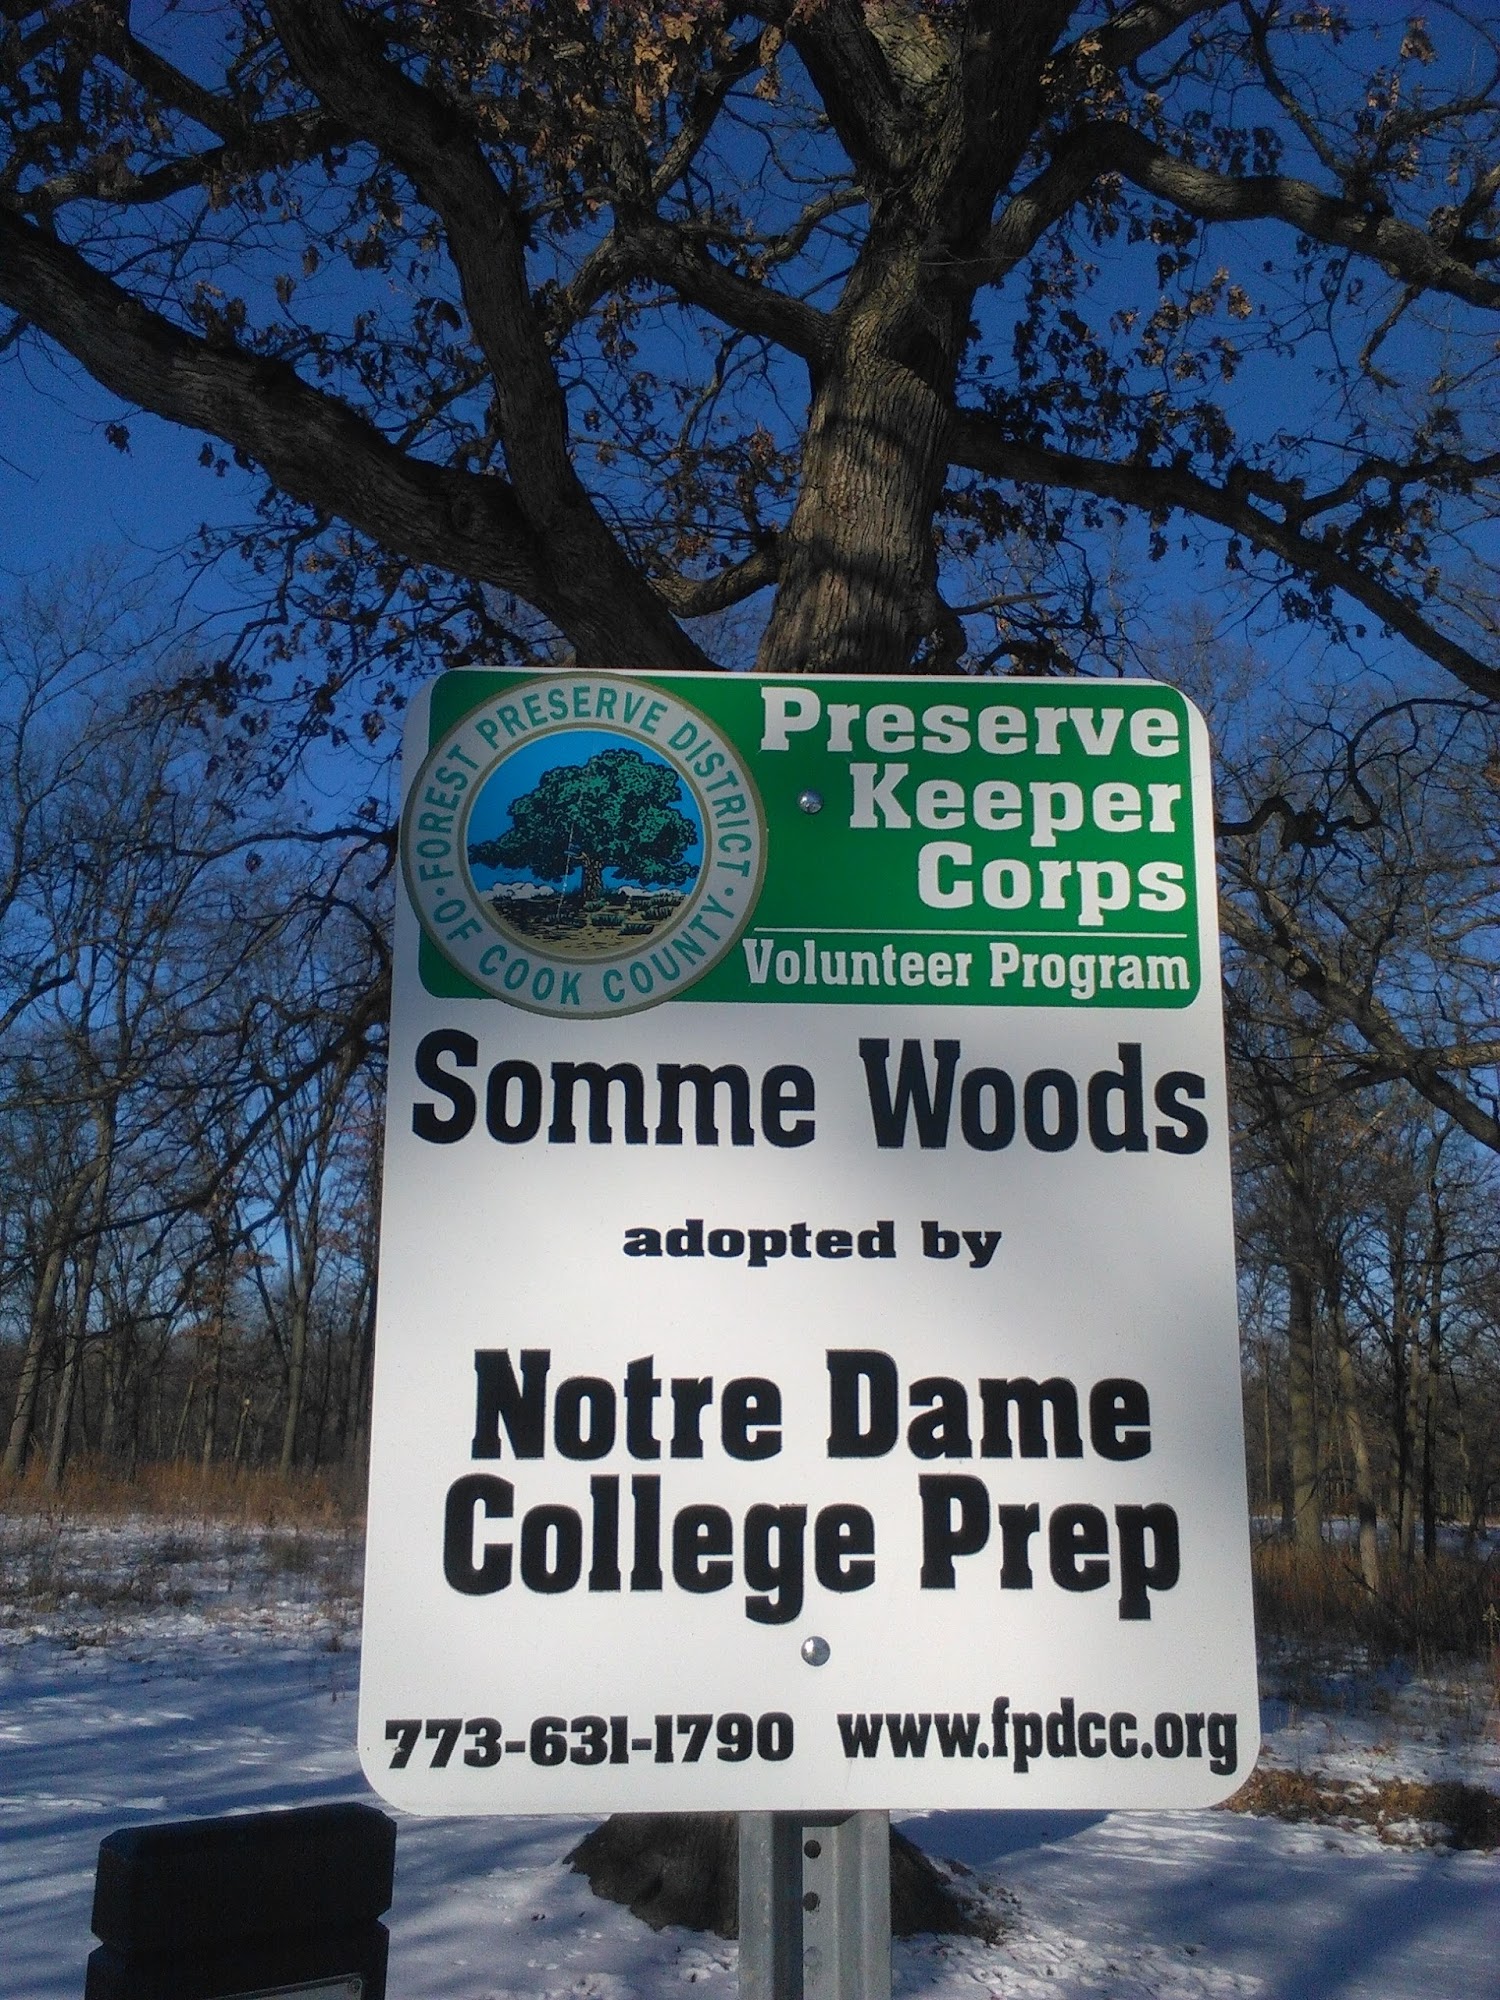 FOREST PRESERVE DISTRICT
• OF COOK COUNTY •
Preserve
Keeper
Corps
Volunteer Program
Somme Woods
adopted by
Notre Dame
College Prep
773-631-1790 www.fpdcc.org